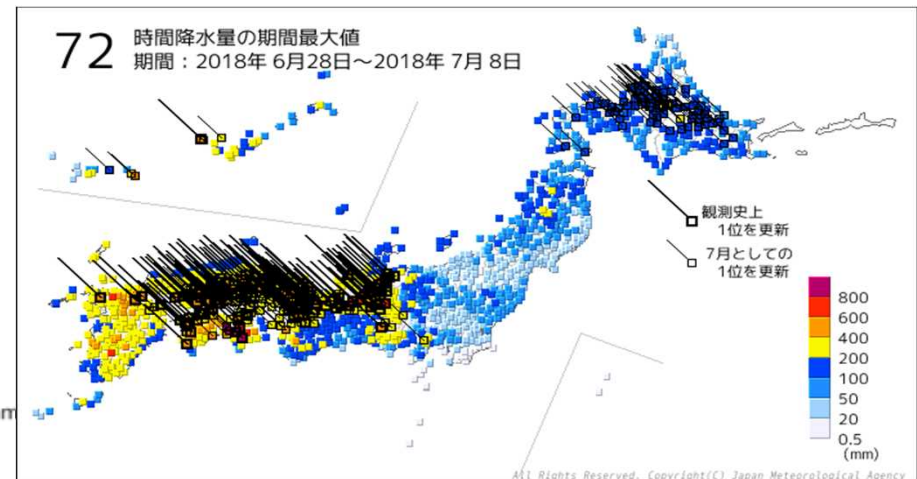 72 時間降水量の期間最大値
期間：2018年 6月28日～2018年 7月 8日
観測史上
1位を更新
7月としての
1位を更新
800
600
400
200
100
50
20
0.5
(mm)
All Rights Reserved. Copyright(C) Japan Meteorological Agency